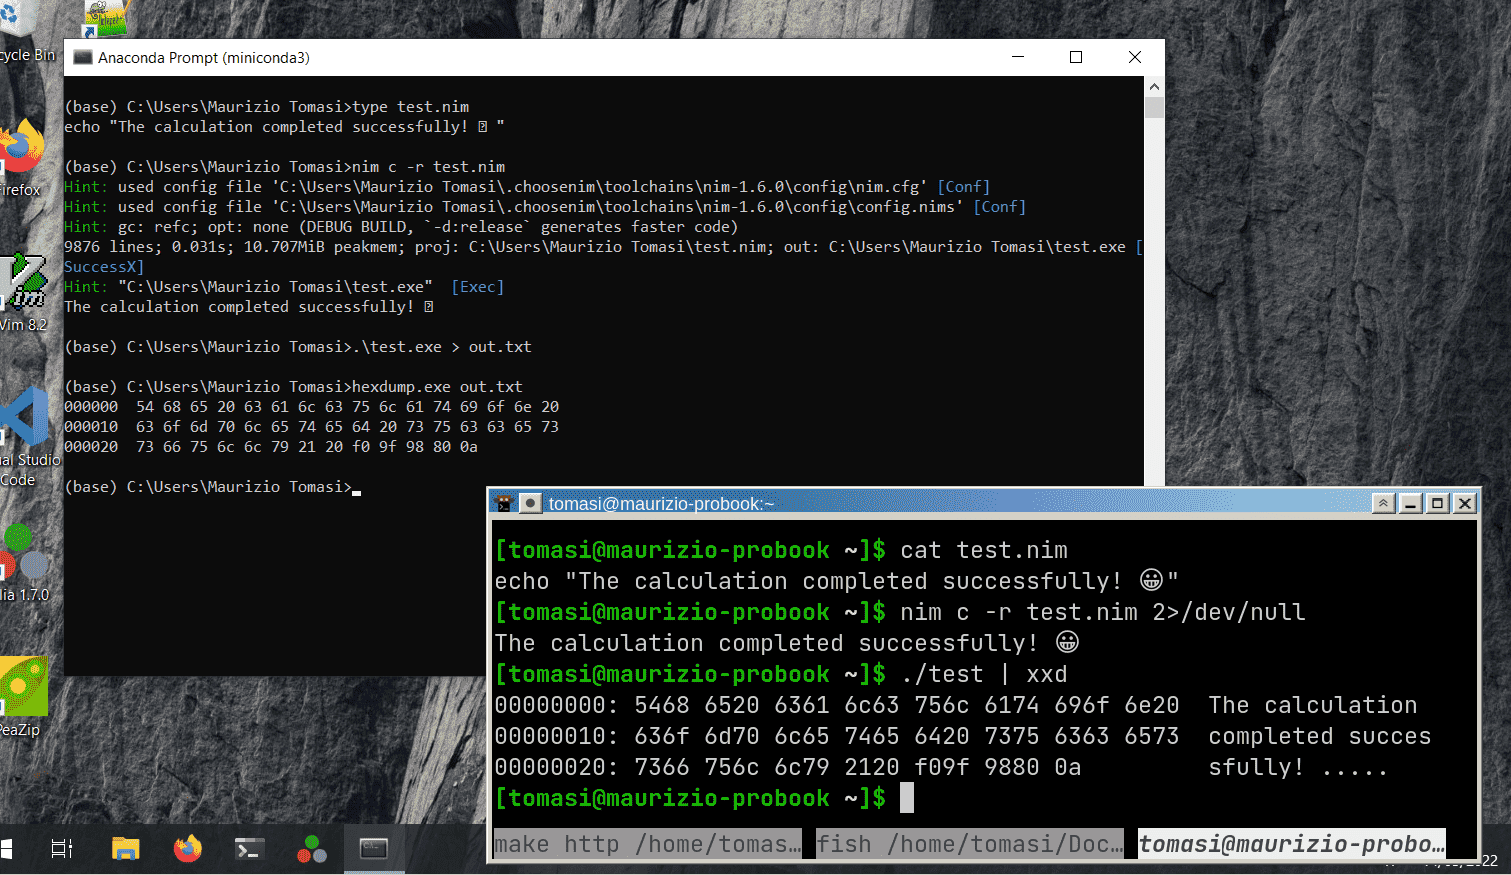 cycle Bin
Anaconda Prompt (miniconda3)
(base) C:\Users\Maurizio Tomasi>type test.nim
echo "The calculation completed successfully! ⍰ "
(base) C:\Users\Maurizio Tomasi>nim c -r test.nim
Hint: used config file 'C:\Users\Maurizio Tomasi\.choosenim\toolchains\nim-1.6.0\config\nim.cfg' [Conf]
Hint: used config file 'C:\Users\Maurizio Tomasi\.choosenim\toolchains\nim-1.6.0\config\config.nims' [Conf]
Hint: gc: refc; opt: none (DEBUG BUILD, `-d:release` generates faster code)
9876 lines; 0.031s; 10.707MiB peakmem; proj: C:\Users\Maurizio Tomasi\test.nim; out: C:\Users\Maurizio Tomasi\test.exe [
SuccessX]
Hint: "C:\Users\Maurizio Tomasi\test.exe"  [Exec]
The calculation completed successfully! ⍰
(base) C:\Users\Maurizio Tomasi>.\test.exe > out.txt
(base) C:\Users\Maurizio Tomasi>hexdump.exe out.txt
000000  54 68 65 20 63 61 6c 63 75 6c 61 74 69 6f 6e 20
000010  63 6f 6d 70 6c 65 74 65 64 20 73 75 63 63 65 73
000020  73 66 75 6c 6c 79 21 20 f0 9f 98 80 0a
(base) C:\Users\Maurizio Tomasi>
Firefox
Vim 8.2
ual Studio
Code
lia 1.7.0
PeaZip
tomasi@maurizio-probook:~
[tomasi@maurizio-probook ~]$ cat test.nim
echo "The calculation completed successfully! 😀"
[tomasi@maurizio-probook ~]$ nim c -r test.nim 2>/dev/null
The calculation completed successfully! 😀
[tomasi@maurizio-probook ~]$ ./test | xxd
00000000: 5468 6520 6361 6c63 756c 6174 696f 6e20  The calculation
00000010: 636f 6d70 6c65 7465 6420 7375 6363 6573  completed succes
00000020: 7366 756c 6c79 2120 f09f 9880 0a         sfully! .....
[tomasi@maurizio-probook ~]$
make http /home/tomas… fish /home/tomasi/Doc… tomasi@maurizio-probo…